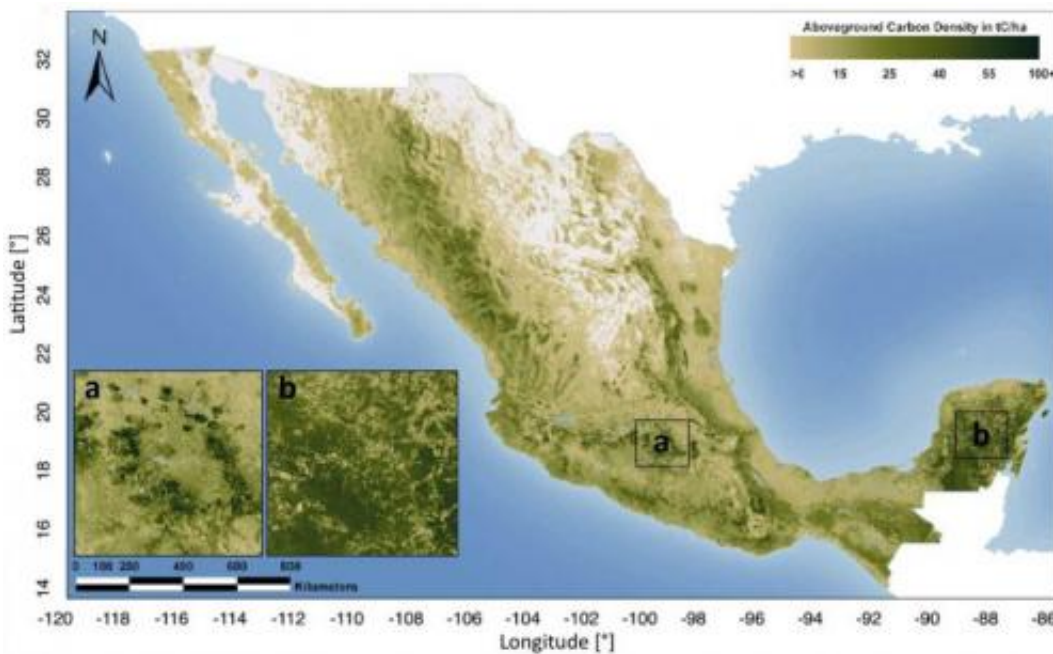 Aboveground Carbon Density in tC/ha
>0 15 25 40 55 100+
N
32
30
28
26
24
22
20
18
16
14
Latitude [°]
a
b
a
b
0 100 200 400 600 800
Kilometers
-120 -118 -116 -114 -112 -110 -108 -106 -104 -102 -100 -98 -96 -94 -92 -90 -88 -86
Longitude [°]